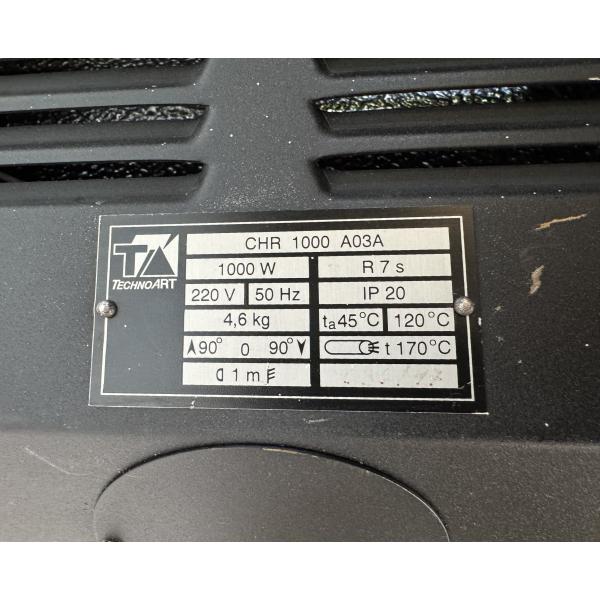 TA
TECHNOART
CHR 1000 A03A
1000 W R 7 s
220 V 50 Hz IP 20
4,6 kg ta45°C 120°C
90° 0 90° t 170°C
1 m